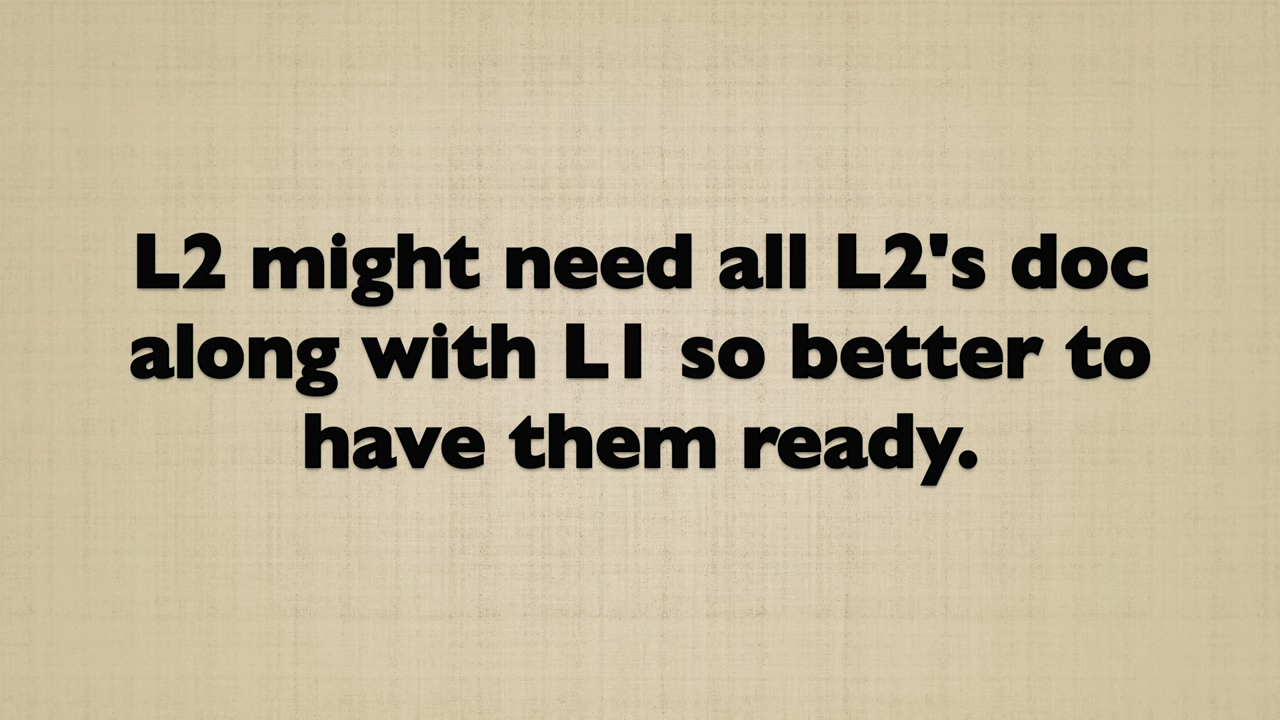 L2 might need all L2's doc
along with L1 so better to
have them ready.